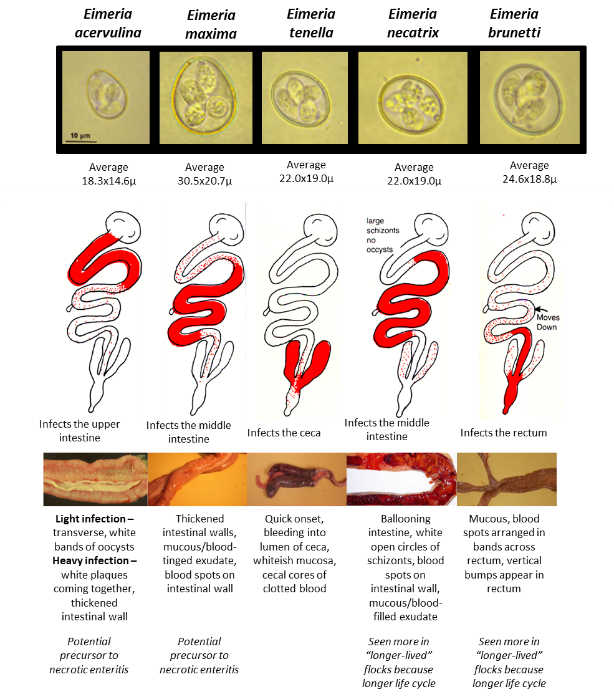 Eimeria
acervulina
Eimeria
maxima
Eimeria
tenella
Eimeria
necatrix
Eimeria
brunetti
10 µm
Average
18.3x14.6µ
Average
30.5x20.7µ
Average
22.0x19.0µ
Average
22.0x19.0µ
Average
24.6x18.8µ
large
schizonts
no
occysts
Moves
Down
Infects the upper
intestine
Infects the middle
intestine
Infects the ceca
Infects the middle
intestine
Infects the rectum
Light infection –
transverse, white
bands of oocysts
Heavy infection –
white plaques
coming together,
thickened
intestinal wall
Thickened
intestinal walls,
mucous/blood-
tinged exudate,
blood spots on
intestinal wall
Quick onset,
bleeding into
lumen of ceca,
whiteish mucosa,
cecal cores of
clotted blood
Ballooning
intestine, white
open circles of
schizonts, blood
spots on
intestinal wall,
mucous/blood-
filled exudate
Mucous, blood
spots arranged in
bands across
rectum, vertical
bumps appear in
rectum
Potential
precursor to
necrotic enteritis
Potential
precursor to
necrotic enteritis
Seen more in
“longer-lived”
flocks because
longer life cycle
Seen more in
“longer-lived”
flocks because
longer life cycle